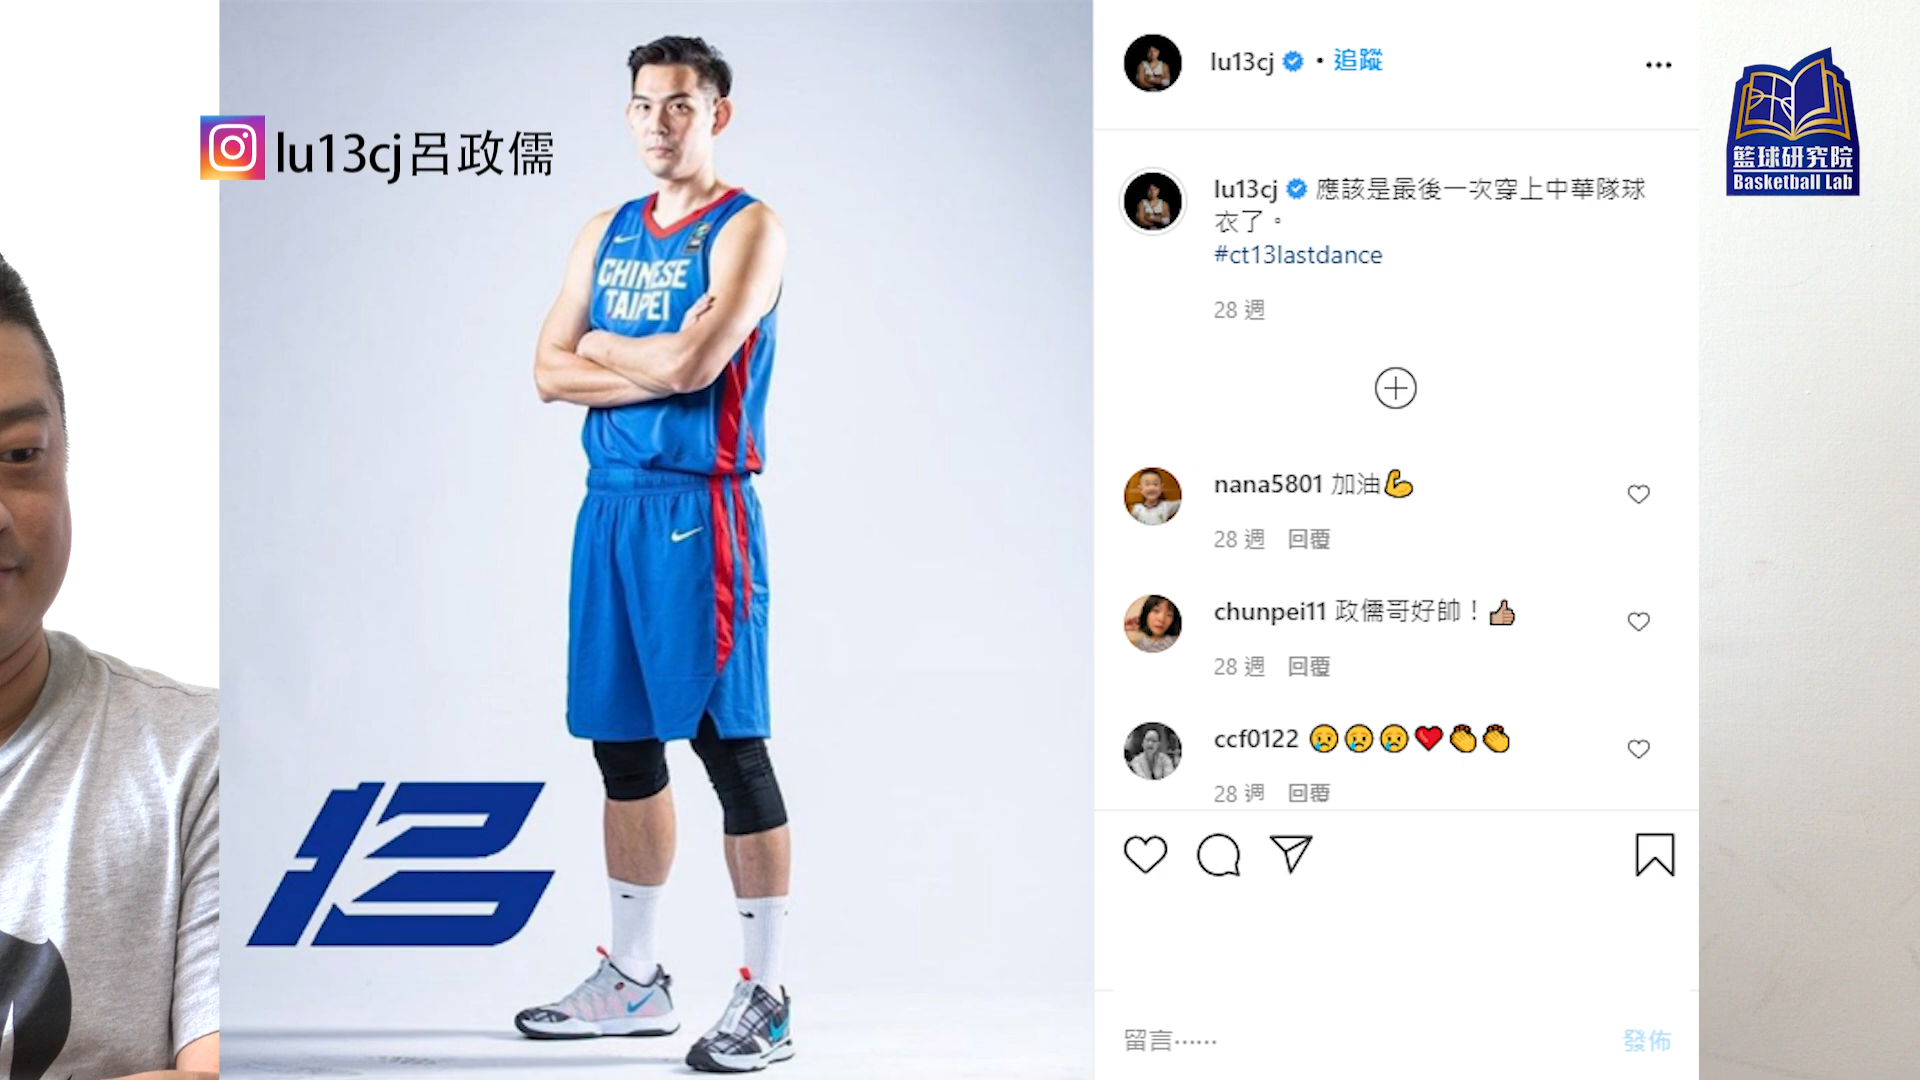 lu13cj呂政儒
CHINESE
TAIPEI
13
lu13cj • 追蹤
lu13cj 應該是最後一次穿上中華隊球
衣了。
#ct13lastdance
28 週
nana5801 加油💪
28 週 回覆
chunpei11 政儒哥好帥！👍🏼
28 週 回覆
ccf0122 😢😢😢❤️👏👏
28 週 回覆
留言……
發佈
籃球研究院
Basketball Lab